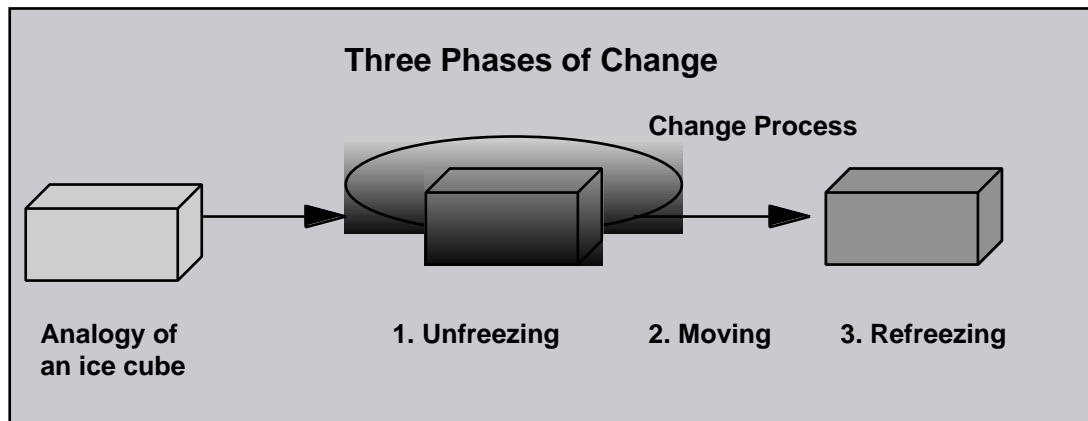 Three Phases of Change
Change Process
Analogy of
an ice cube
1. Unfreezing
2. Moving
3. Refreezing